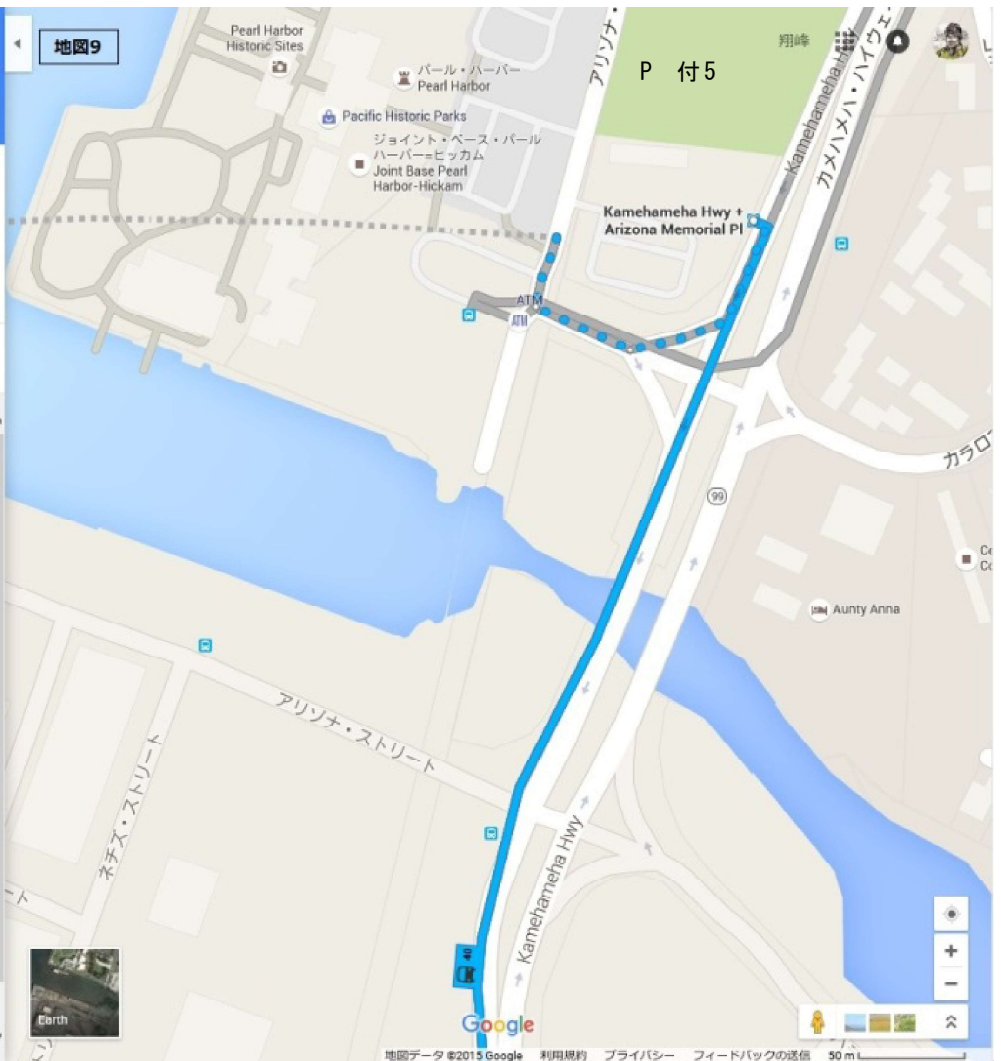 地図9
Pearl Harbor
Historic Sites
パール・ハーバー
Pearl Harbor
Pacific Historic Parks
ジョイント・ベース・パール
ハーバー=ヒッカム
Joint Base Pearl
Harbor-Hickam
アリゾナ・
P 付5
翔峰
Kamehameha Hwy
カメハメハ・ハイウェ
Kamehameha Hwy +
Arizona Memorial Pl
ATM
ATM
カラロ
99
Ce
Co
Aunty Anna
アリゾナ・ストリート
ネチズ・ストリート
ート
Kamehameha Hwy
40
Earth
Google
地図データ ©2015 Google 利用規約 プライバシー フィードバックの送信 50 m